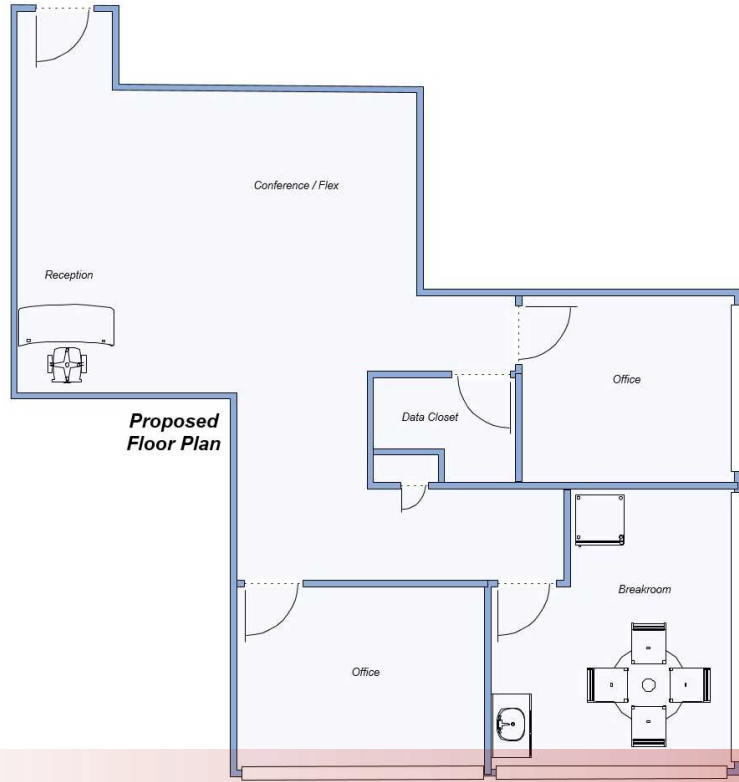 Conference / Flex
Reception
Office
Data Closet
Proposed
Floor Plan
Breakroom
Office